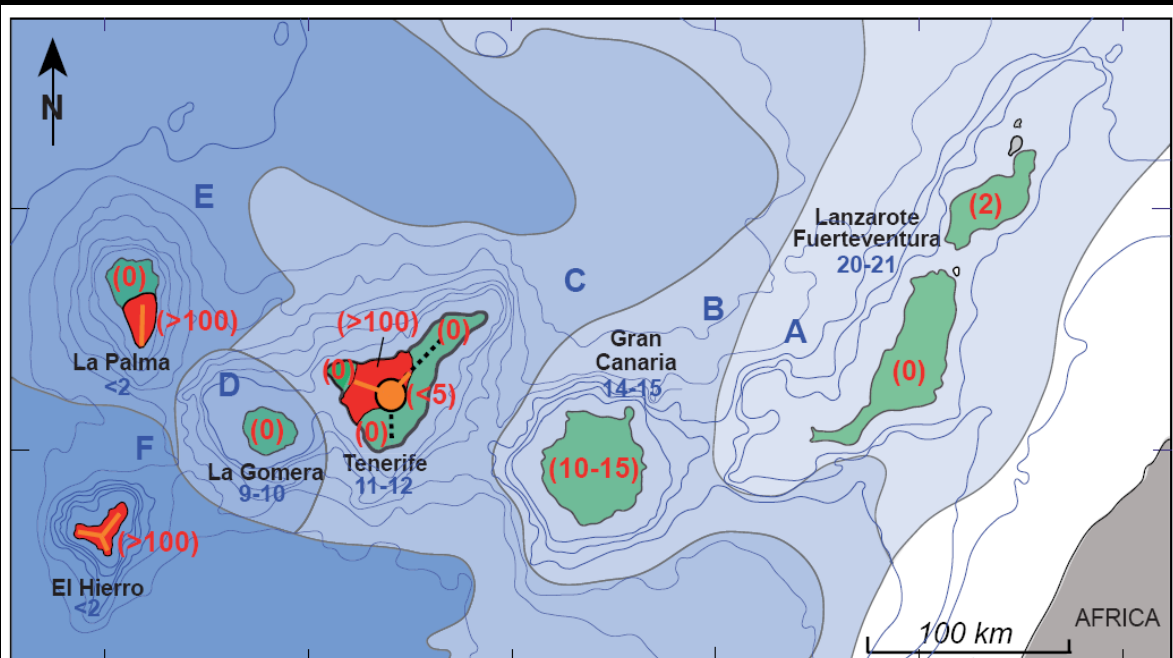 N
E
(0)
(>100)
La Palma
<2
D
(0)
La Gomera
9-10
F
(>100)
El Hierro
<2
C
(>100)
(0)
(0)
(<5)
(0)
Tenerife
11-12
B
Gran
Canaria
14-15
(10-15)
A
Lanzarote
Fuerteventura
20-21
(2)
(0)
AFRICA
100 km